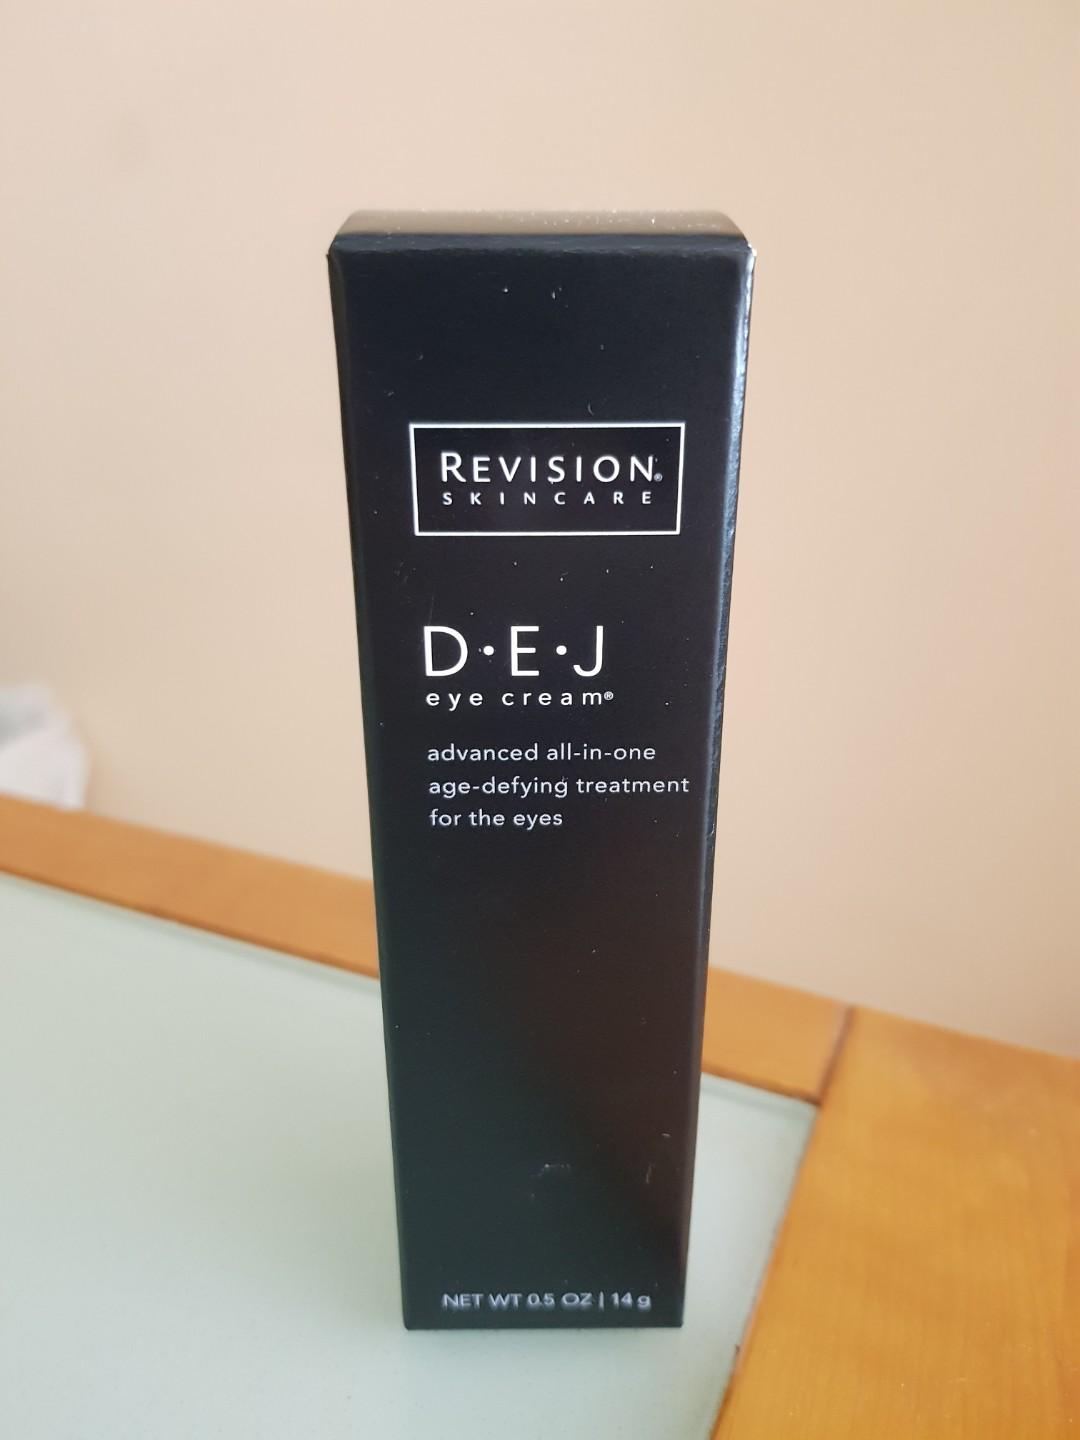 REVISION®
SKINCARE
D•E•J
eye cream®
advanced all-in-one
age-defying treatment
for the eyes
NET WT 0.5 OZ | 14 g